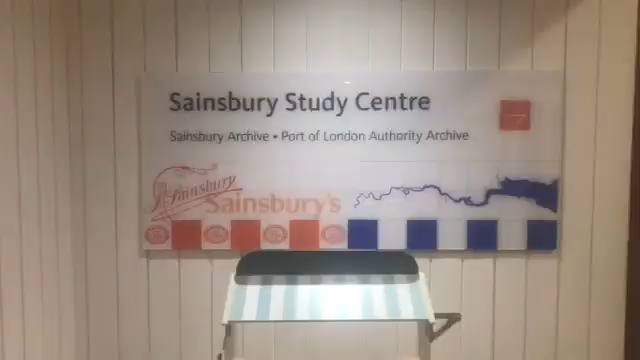 Sainsbury Study Centre
Sainsbury Archive • Port of London Authority Archive
Sainsbury
Sainsbury's